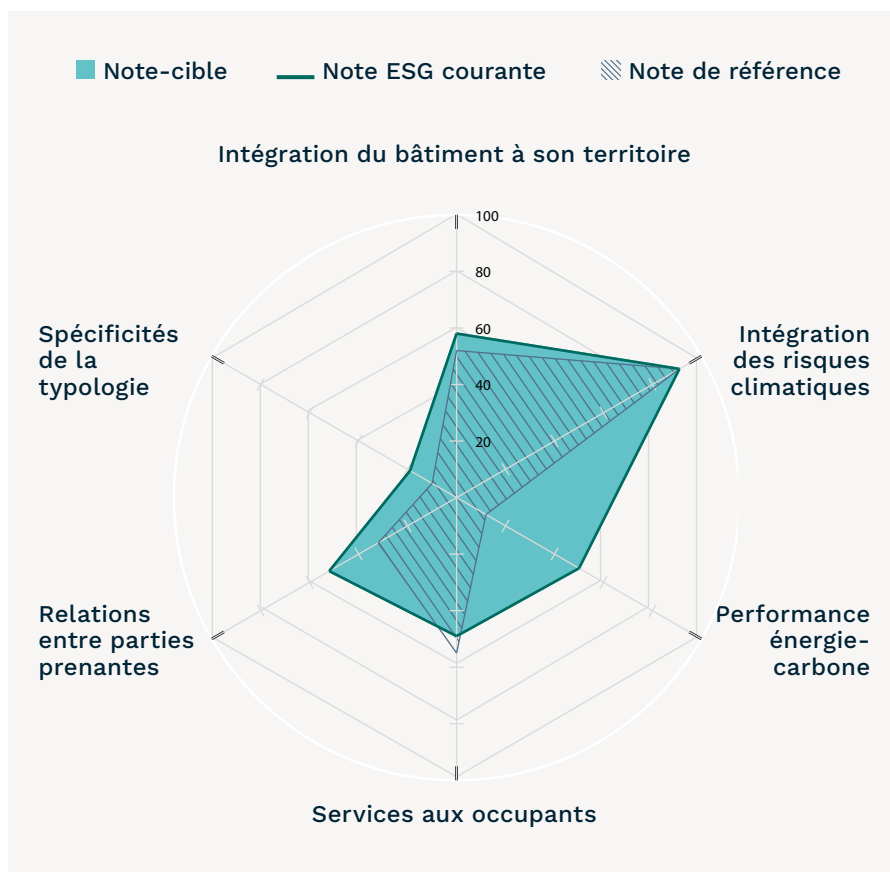 Note-cible Note ESG courante Note de référence
Intégration du bâtiment à son territoire
100
80
60
40
20
Spécificités
de la
typologie
Intégration
des risques
climatiques
Relations
entre parties
prenantes
Performance
énergie-
carbone
Services aux occupants